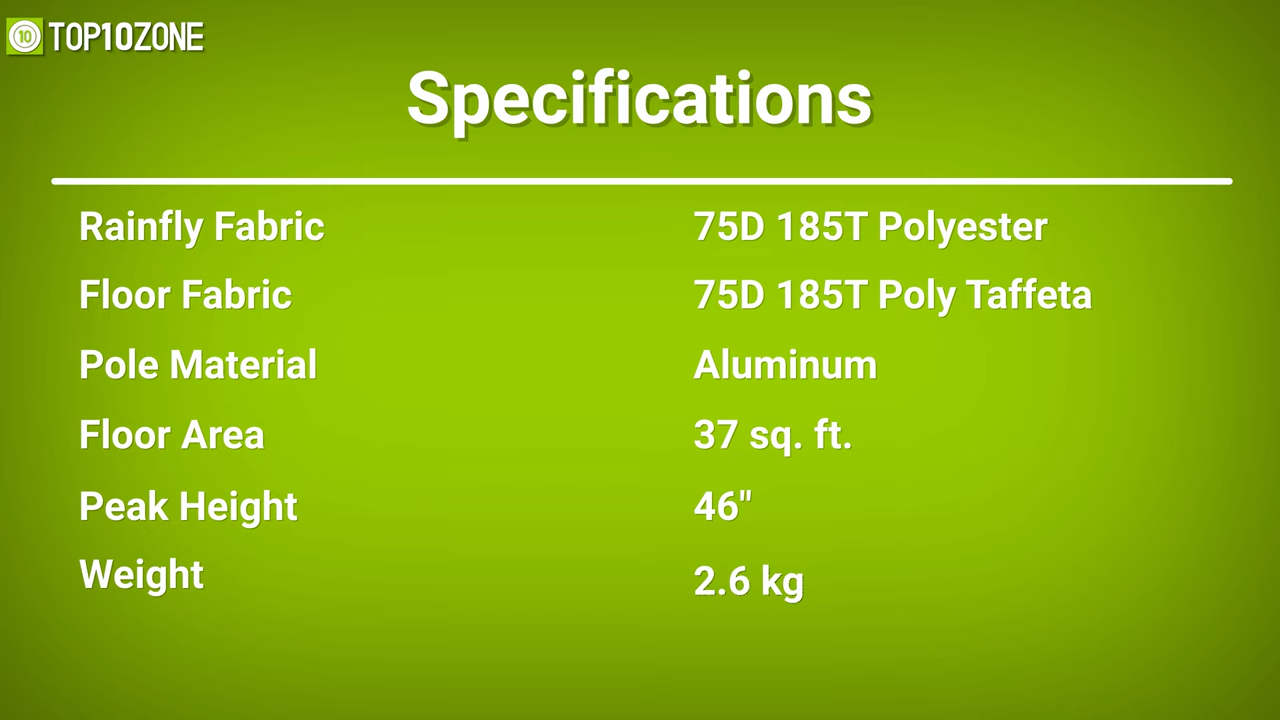 TOP10ZONE
Specifications
Rainfly Fabric 75D 185T Polyester
Floor Fabric 75D 185T Poly Taffeta
Pole Material Aluminum
Floor Area 37 sq. ft.
Peak Height 46"
Weight 2.6 kg